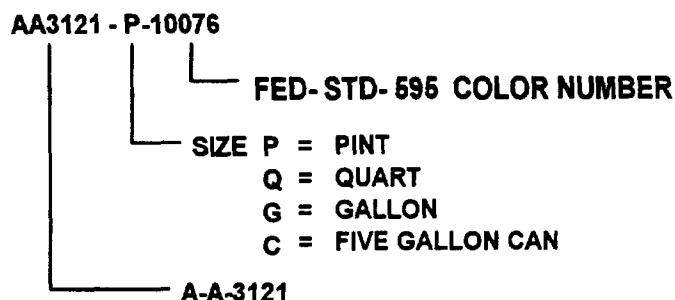 AA3121 - P-10076
FED- STD- 595 COLOR NUMBER
SIZE P = PINT
Q = QUART
G = GALLON
C = FIVE GALLON CAN
A-A-3121